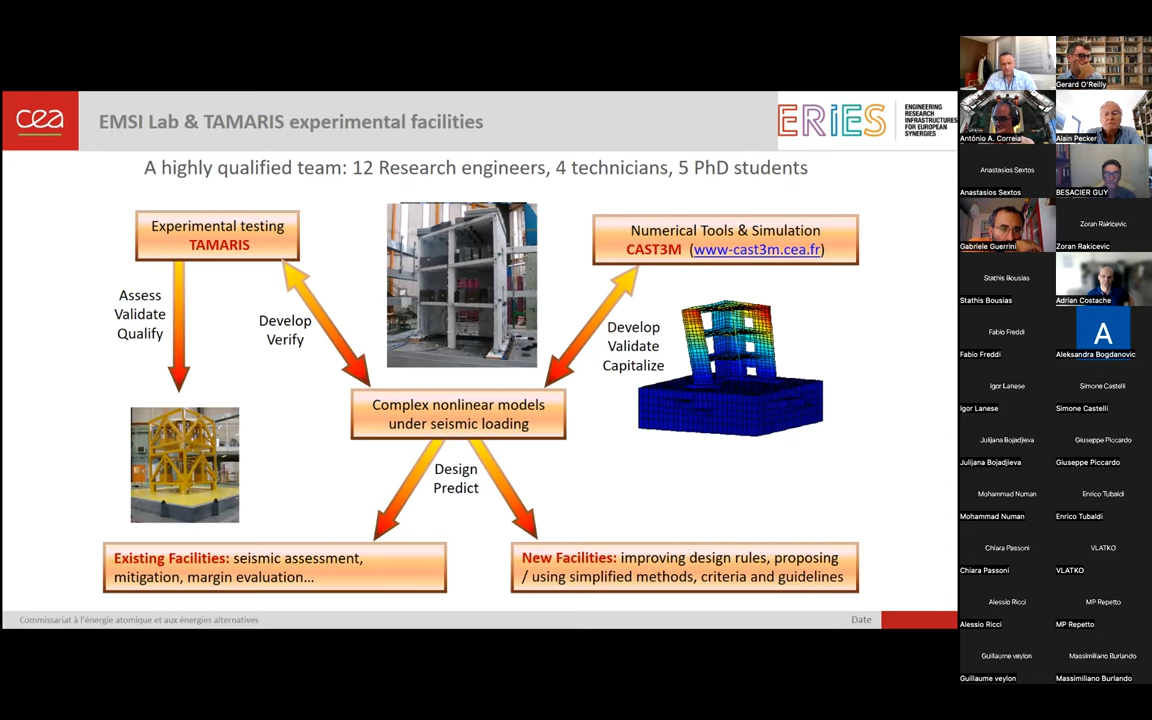 cea
EMSI Lab & TAMARIS experimental facilities
ERIES
ENGINEERING
RESEARCH
INFRASTRUCTURES
FOR EUROPEAN
SYNERGIES
A highly qualified team: 12 Research engineers, 4 technicians, 5 PhD students
Experimental testing
TAMARIS
Numerical Tools & Simulation
CAST3M (www-cast3m.cea.fr)
Assess
Validate
Qualify
Develop
Verify
Develop
Validate
Capitalize
Complex nonlinear models
under seismic loading
Design
Predict
Existing Facilities: seismic assessment,
mitigation, margin evaluation...
New Facilities: improving design rules, proposing
/ using simplified methods, criteria and guidelines
Commissariat à l'énergie atomique et aux énergies alternatives
Date
Gerard O'Reilly
António A. Correia
Alain Pecker
Anastasios Sextos
Anastasios Sextos
BESACIER GUY
Gabriele Guerrini
Zoran Rakicevic
Zoran Rakicevic
Stathis Bousias
Stathis Bousias
Adrian Costache
Fabio Freddi
Fabio Freddi
A
Aleksandra Bogdanovic
Igor Lanese
Igor Lanese
Simone Castelli
Simone Castelli
Julijana Bojadjieva
Julijana Bojadjieva
Giuseppe Piccardo
Giuseppe Piccardo
Mohammad Numan
Mohammad Numan
Enrico Tubaldi
Enrico Tubaldi
Chiara Passoni
Chiara Passoni
VLATKO
VLATKO
Alessio Ricci
Alessio Ricci
MP Repetto
MP Repetto
Guillaume veylon
Guillaume veylon
Massimiliano Burlando
Massimiliano Burlando